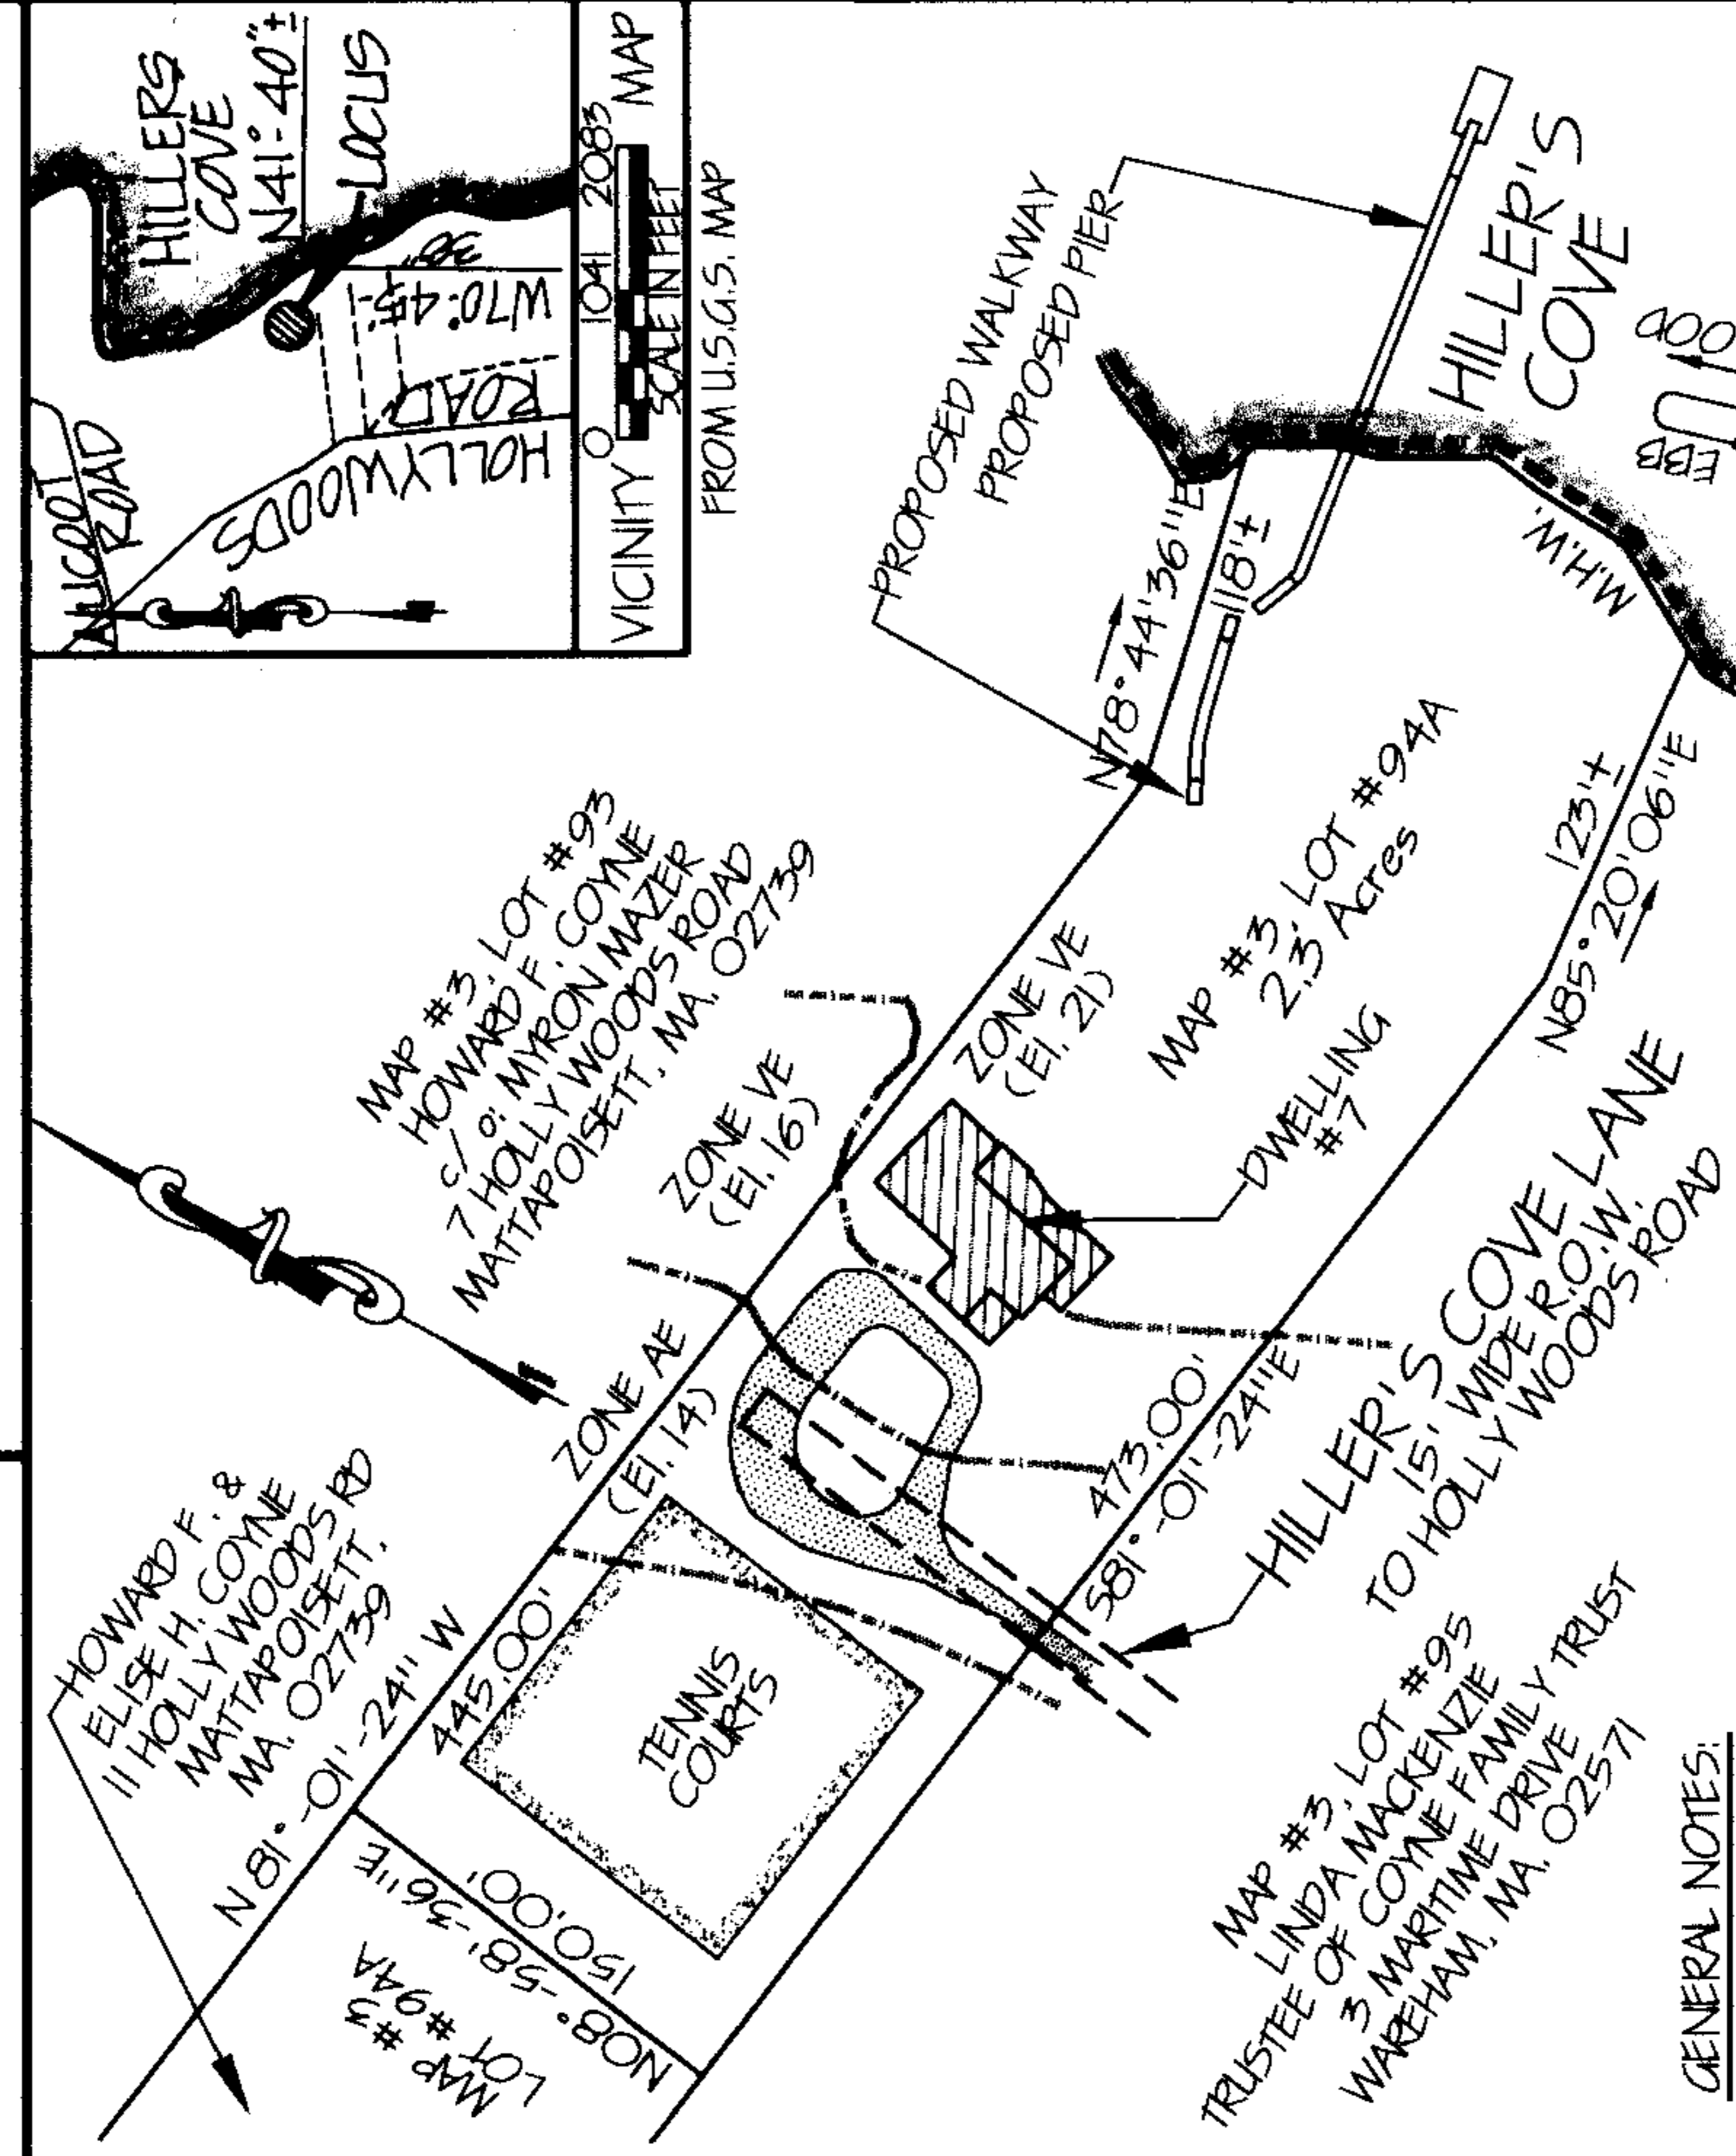 HILLERS
COVE
N41°-40"±
LOCUS
ROAD
HOLLYWOODS
ROAD
W70°-45'-
38"
VICINITY MAP
0 1041 2083
SCALE IN FEET
FROM U.S.G.S. MAP
PROPOSED WALKWAY
PROPOSED PIER
HILLER'S
COVE
EBB
M.H.W.
N78°44'36"E
118'±
MAP #3, LOT #93
HOWARD F. COYNE
c/o: MYRON MAZER
7 HOLLY WOODS ROAD
MATTAPOISETT, MA. 02739
ZONE VE
(El. 16)
ZONE VE
(El. 21)
MAP #3, LOT #94A
2.3 Acres
DWELLING
#7
123'±
N85°20'06"E
HOWARD F. &
ELISE H. COYNE
11 HOLLY WOODS RD
MATTAPOISETT,
MA. 02739
ZONE AE
(El. 14)
N 81°-01'-24" W
445.00'
TENNIS
COURTS
473.00'
S81°-01'-24"E
HILLER'S COVE LANE
15' WIDE R.O.W.
TO HOLLY WOODS ROAD
MAP #3
LOT #94A
N08°-58'-36"E
150.00'
MAP #3, LOT #95
LINDA MACKENZIE
TRUSTEE OF COYNE FAMILY TRUST
3 MARITIME DRIVE
WAREHAM, MA. 02571
GENERAL NOTES: